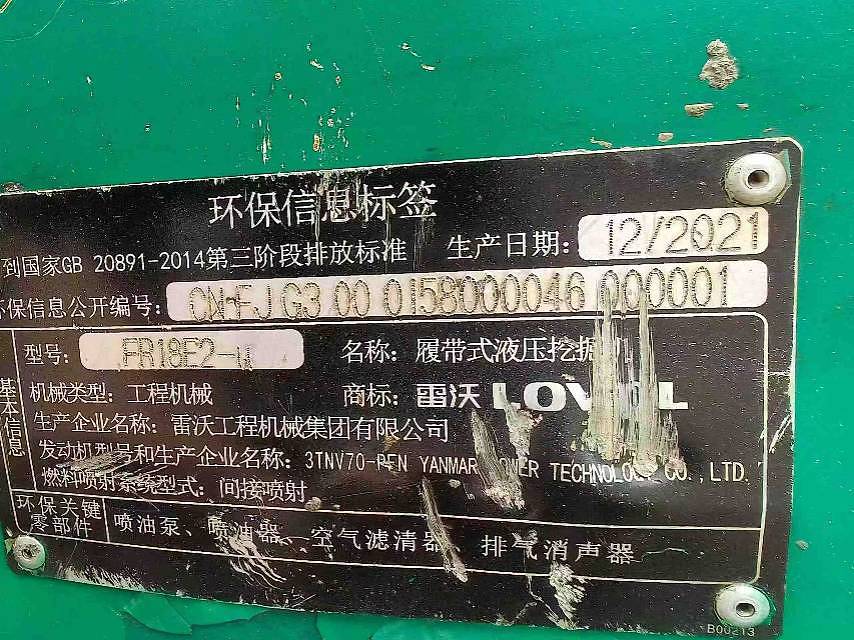 环保信息标签
到国家GB 20891-2014第三阶段排放标准 生产日期: 12/2021
环保信息公开编号: CN FJ G3 00 0158000046 000001
型号: FR18E2-u 名称: 履带式液压挖掘机
基本信息
机械类型: 工程机械 商标: 雷沃 LOVOL
生产企业名称: 雷沃工程机械集团有限公司
发动机型号和生产企业名称: 3TNV70-PFN YANMAR POWER TECHNOLOGY CO.,LTD.
燃料喷射系统型式: 间接喷射
环保关键零部件 喷油泵、喷油器、空气滤清器、排气消声器
B00213